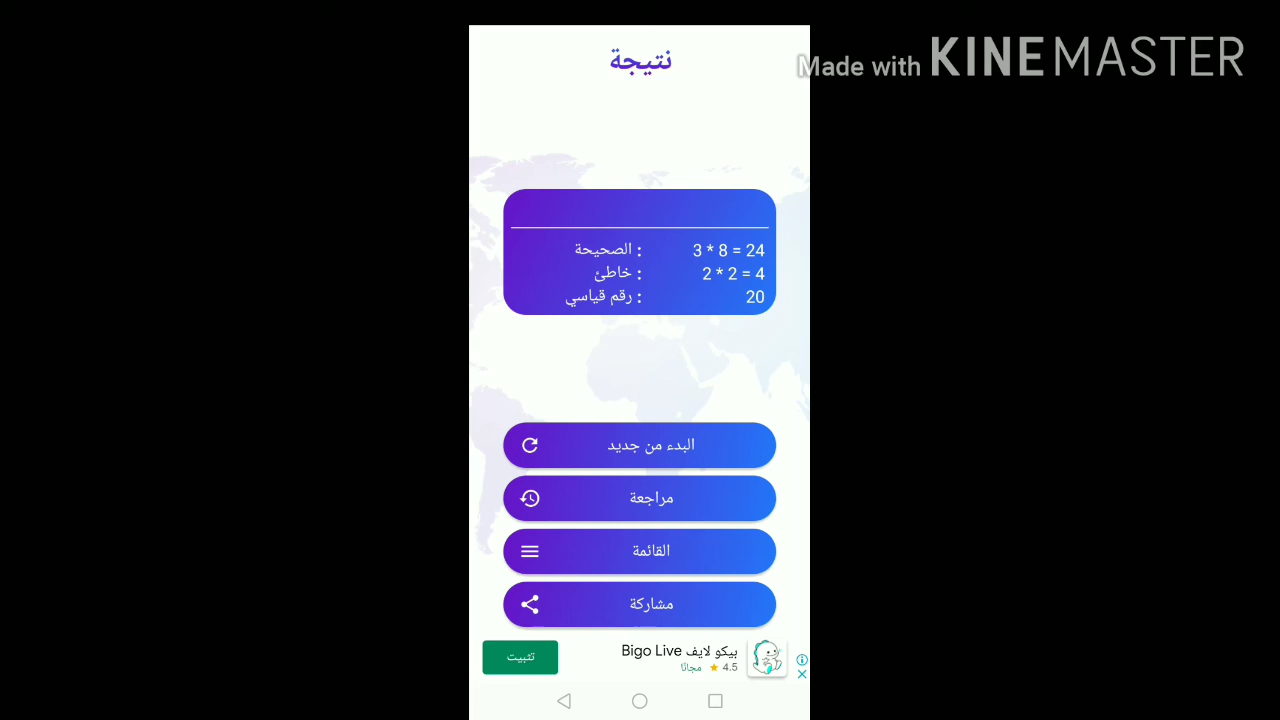 نتيجة
Made with KINEMASTER
الصحيحة : 3 * 8 = 24
خاطئ : 2 * 2 = 4
رقم قياسي : 20
البدء من جديد
مراجعة
القائمة
مشاركة
بيكو لايف Bigo Live
4.5 ★ مجانًا
تثبيت